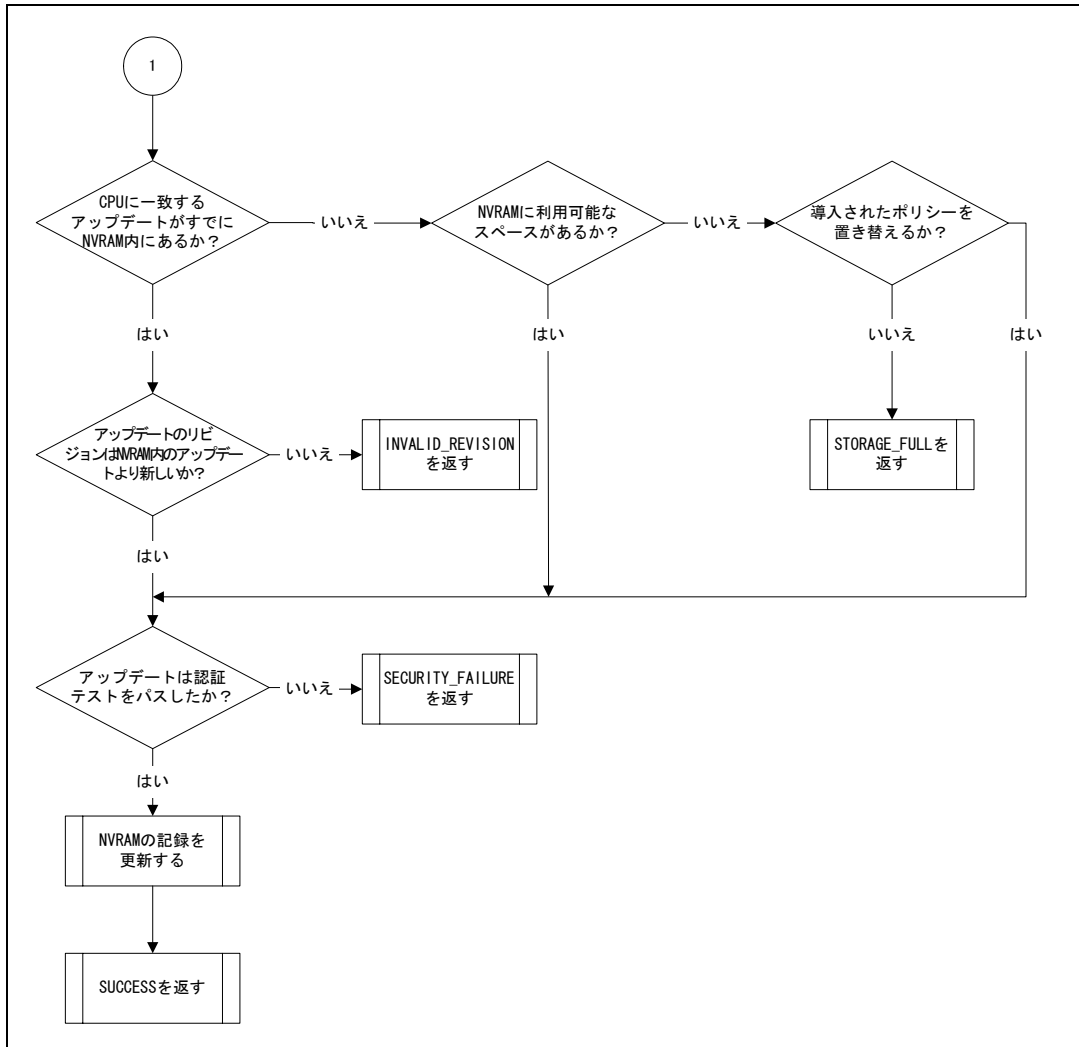 1
CPUに一致する
アップデートがすでに
NVRAM内にあるか？
いいえ
NVRAMに利用可能な
スペースがあるか？
いいえ
導入されたポリシーを
置き替えるか？
はい
はい
いいえ
はい
アップデートのリビ
ジョンはNVRAM内のアップデー
トより新しいか？
いいえ
INVALID_REVISION
を返す
STORAGE_FULLを
返す
はい
アップデートは認証
テストをパスしたか？
いいえ
SECURITY_FAILURE
を返す
はい
NVRAMの記録を
更新する
SUCCESSを返す